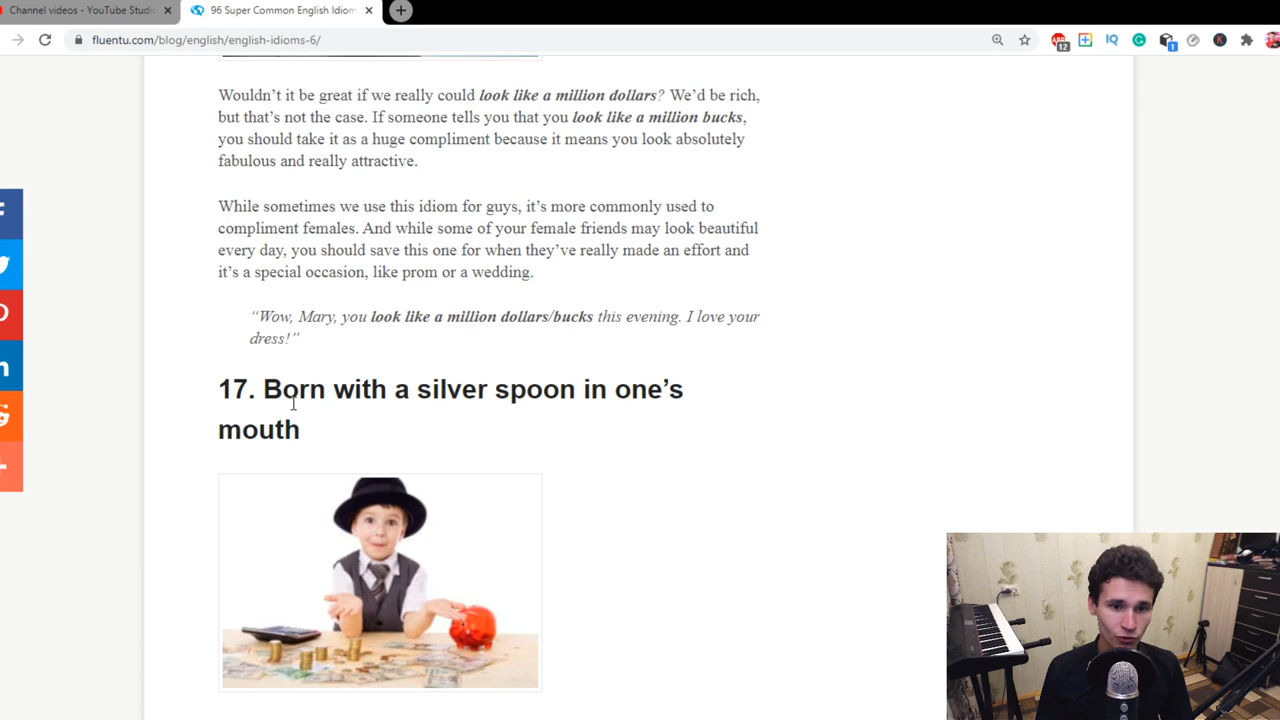 Channel videos - YouTube Studi
96 Super Common English Idiom
fluentu.com/blog/english/english-idioms-6/
12
IQ
1
Wouldn't it be great if we really could look like a million dollars? We'd be rich,
but that's not the case. If someone tells you that you look like a million bucks,
you should take it as a huge compliment because it means you look absolutely
fabulous and really attractive.
While sometimes we use this idiom for guys, it's more commonly used to
compliment females. And while some of your female friends may look beautiful
every day, you should save this one for when they've really made an effort and
it's a special occasion, like prom or a wedding.
“Wow, Mary, you look like a million dollars/bucks this evening. I love your
dress!”
17. Born with a silver spoon in one's
mouth